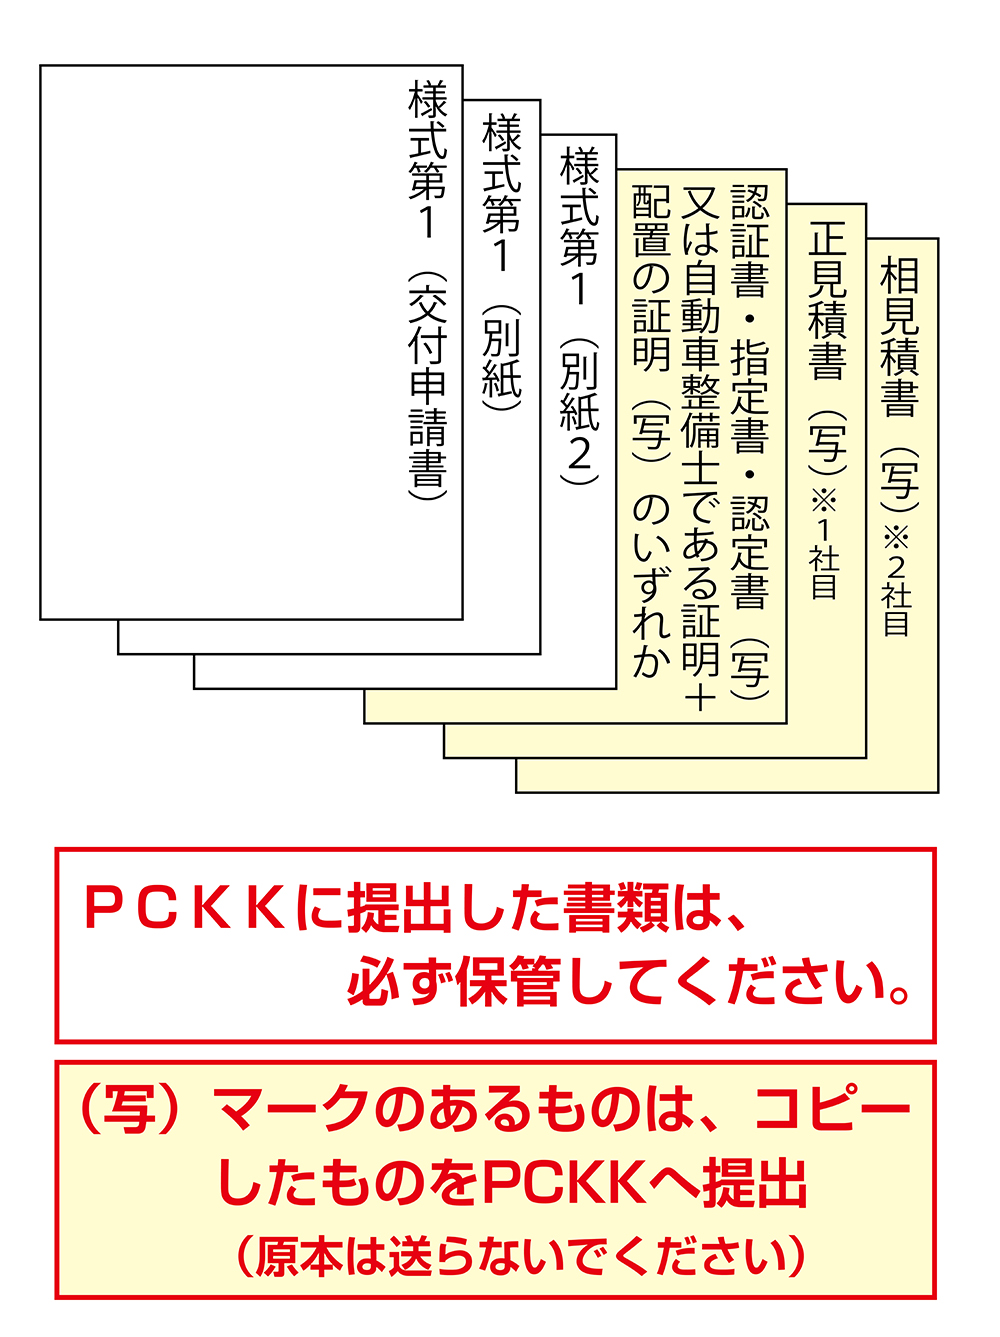 様式第1（交付申請書）
様式第1（別紙）
様式第1（別紙2）
認証書・指定書・認定書（写）
又は自動車整備士である証明＋
配置の証明（写）のいずれか
正見積書（写）※1社目
相見積書（写）※2社目
ＰＣＫＫに提出した書類は、
必ず保管してください。
（写）マークのあるものは、コピー
したものをPCKKへ提出
（原本は送らないでください）